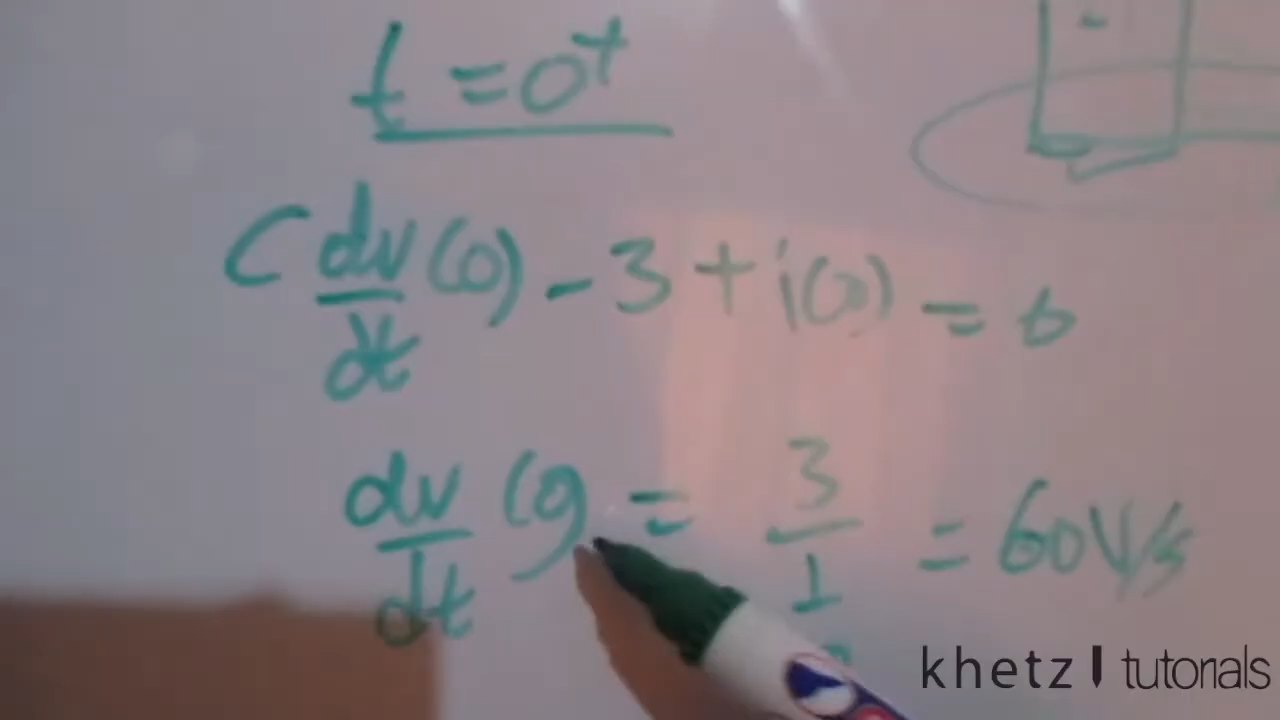 t = 0⁺
C dv/dt (0) - 3 + i(0) = 0
dv/dt (0) = 3/1 = 60V/s
khetz tutorials